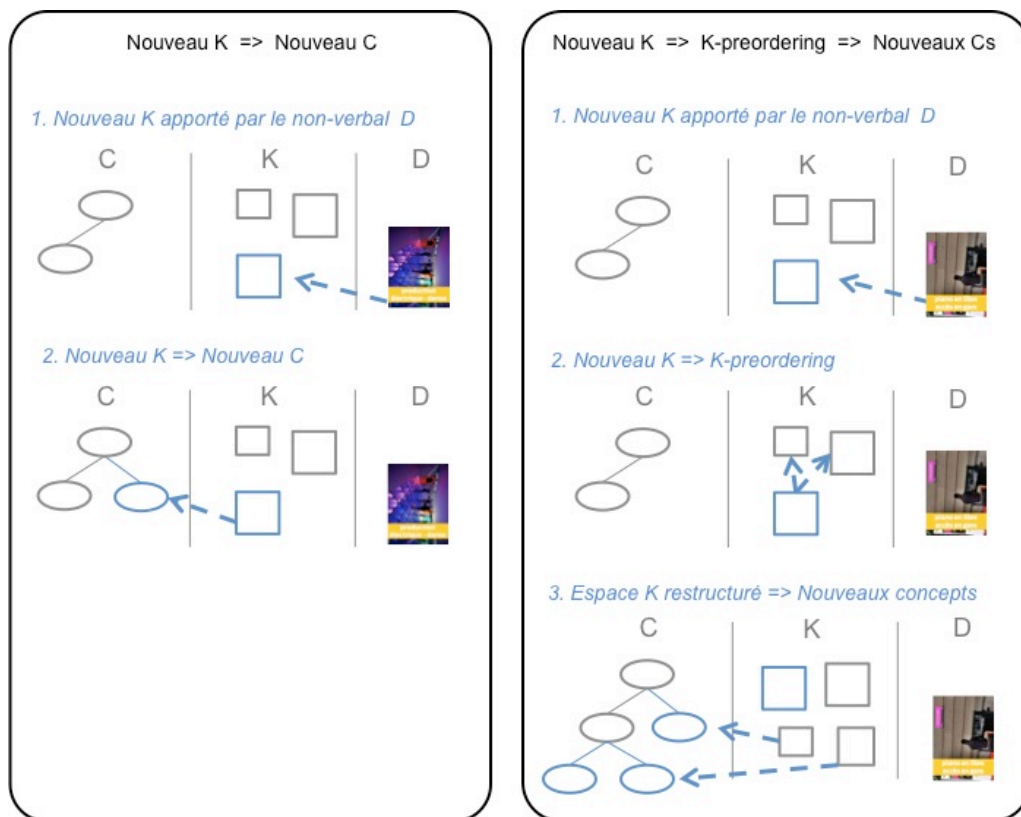 Nouveau K => Nouveau C
1. Nouveau K apporté par le non-verbal D
C K D
2. Nouveau K => Nouveau C
C K D
Nouveau K => K-preordering => Nouveaux Cs
1. Nouveau K apporté par le non-verbal D
C K D
2. Nouveau K => K-preordering
C K D
3. Espace K restructuré => Nouveaux concepts
C K D